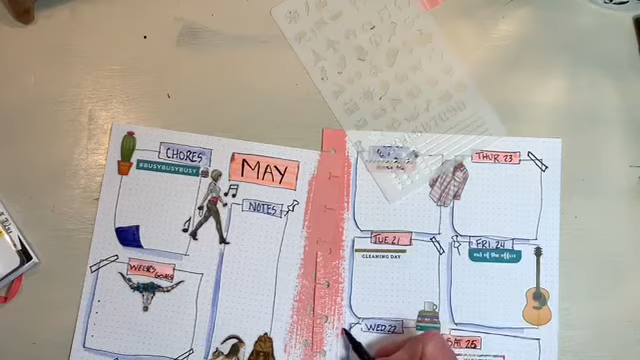 CHORES
#BUSYBUSYBUSY
MAY
NOTES
WEEKLY
GOALS
THUR. 23
TUE 21
CLEANING DAY
FRI. 24
out of the office
WED. 22
SAT. 25